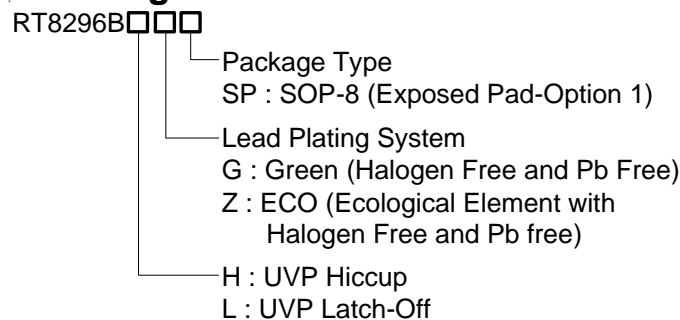 RT8296B□□□
Package Type
SP : SOP-8 (Exposed Pad-Option 1)
Lead Plating System
G : Green (Halogen Free and Pb Free)
Z : ECO (Ecological Element with
Halogen Free and Pb free)
H : UVP Hiccup
L : UVP Latch-Off